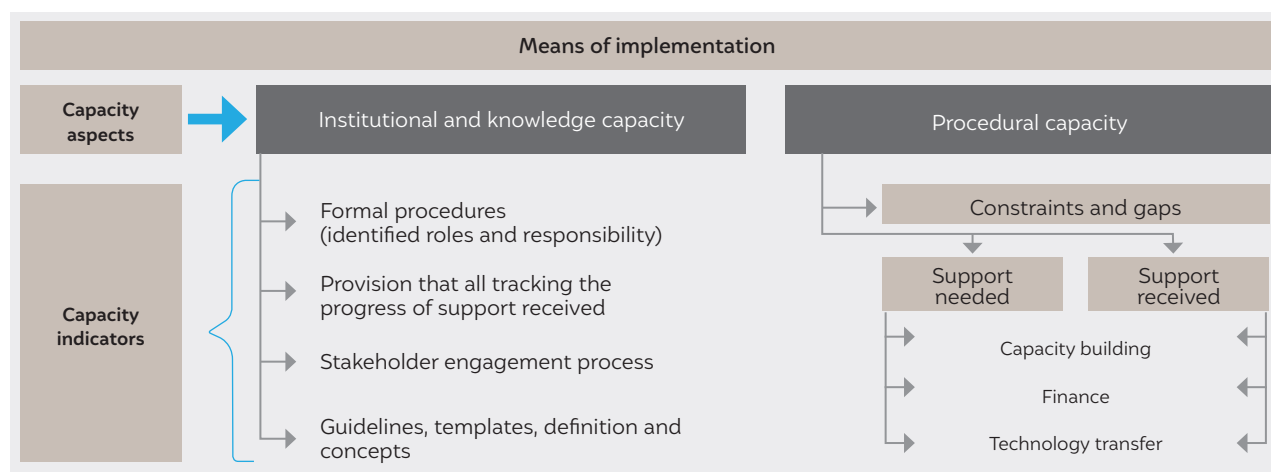 Means of implementation
Capacity
aspects
Institutional and knowledge capacity
Procedural capacity
Capacity
indicators
Formal procedures
(identified roles and responsibility)
Provision that all tracking the
progress of support received
Stakeholder engagement process
Guidelines, templates, definition and
concepts
Constraints and gaps
Support
needed
Support
received
Capacity building
Finance
Technology transfer